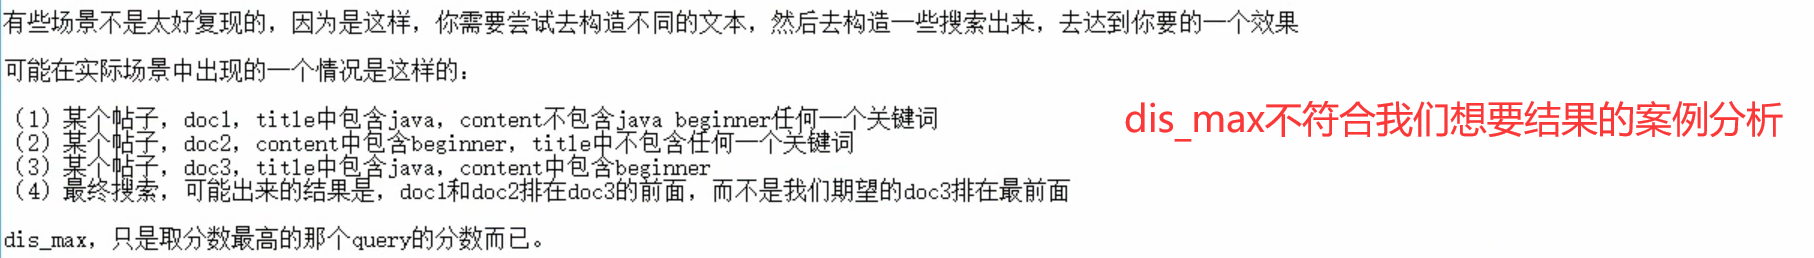 有些场景不是太好复现的，因为是这样，你需要尝试去构造不同的文本，然后去构造一些搜索出来，去达到你要的一个效果
可能在实际场景中出现的一个情况是这样的：
（1）某个帖子，doc1，title中包含java，content不包含java beginner任何一个关键词
（2）某个帖子，doc2，content中包含beginner，title中不包含任何一个关键词
（3）某个帖子，doc3，title中包含java，content中包含beginner
（4）最终搜索，可能出来的结果是，doc1和doc2排在doc3的前面，而不是我们期望的doc3排在最前面
dis_max，只是取分数最高的那个query的分数而已。
dis_max不符合我们想要结果的案例分析